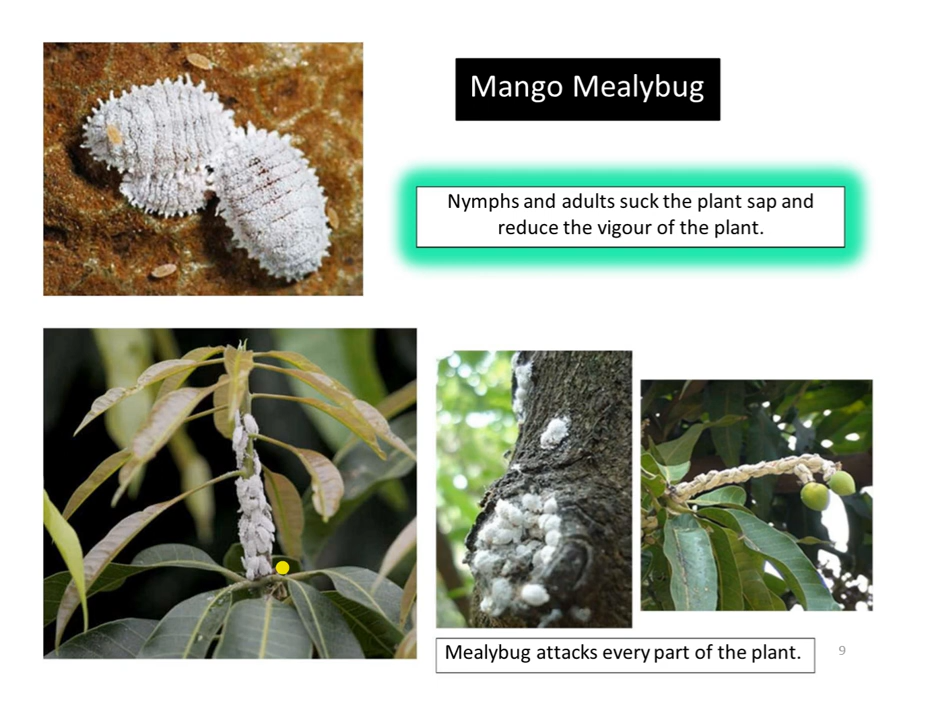 Mango Mealybug
Nymphs and adults suck the plant sap and
reduce the vigour of the plant.
Mealybug attacks every part of the plant.
9